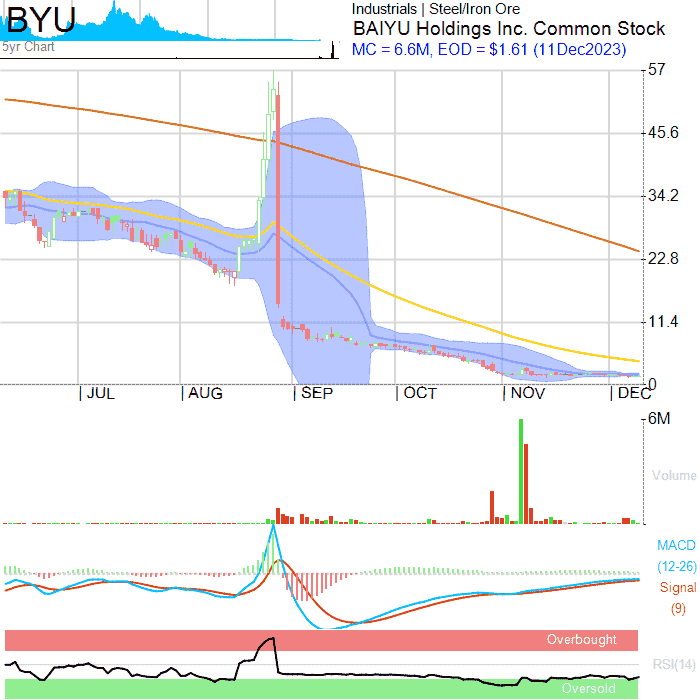 BYU
5yr Chart
Industrials | Steel/Iron Ore
BAIYU Holdings Inc. Common Stock
MC = 6.6M, EOD = $1.61 (11Dec2023)
57
45.6
34.2
22.8
11.4
0
|JUL |AUG |SEP |OCT |NOV |DEC
6M
Volume
MACD
(12-26)
Signal
(9)
Overbought
RSI(14)
Oversold